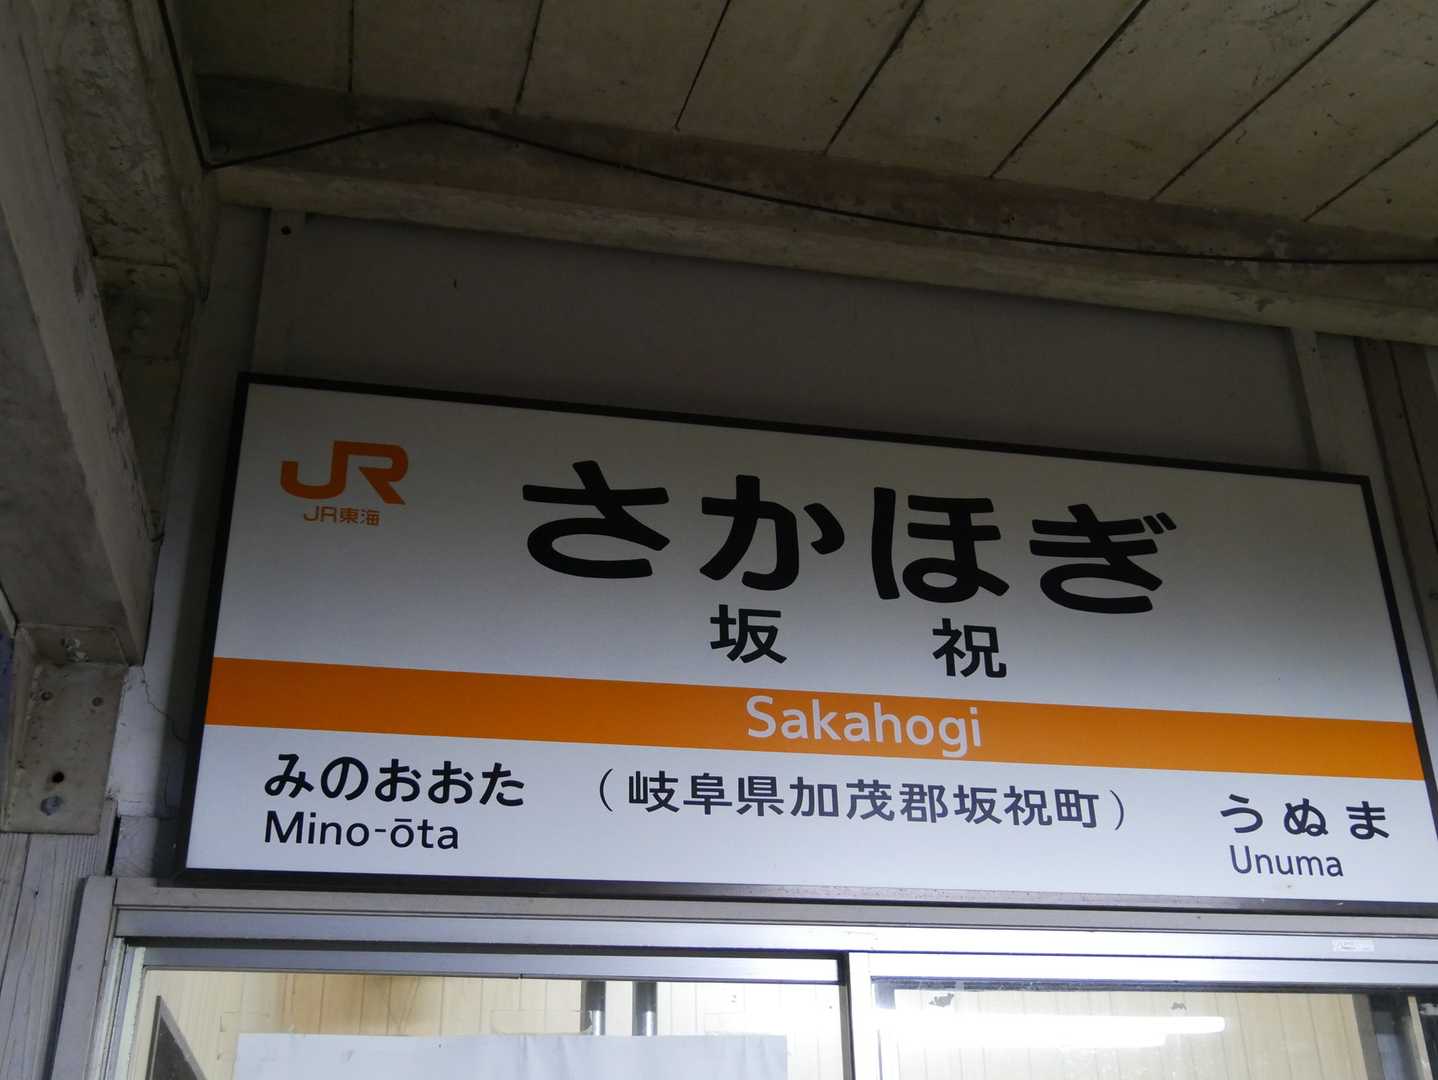 JR
JR東海
さかほぎ
坂祝
Sakahogi
みのおおた
Mino-ōta
（岐阜県加茂郡坂祝町）
うぬま
Unuma